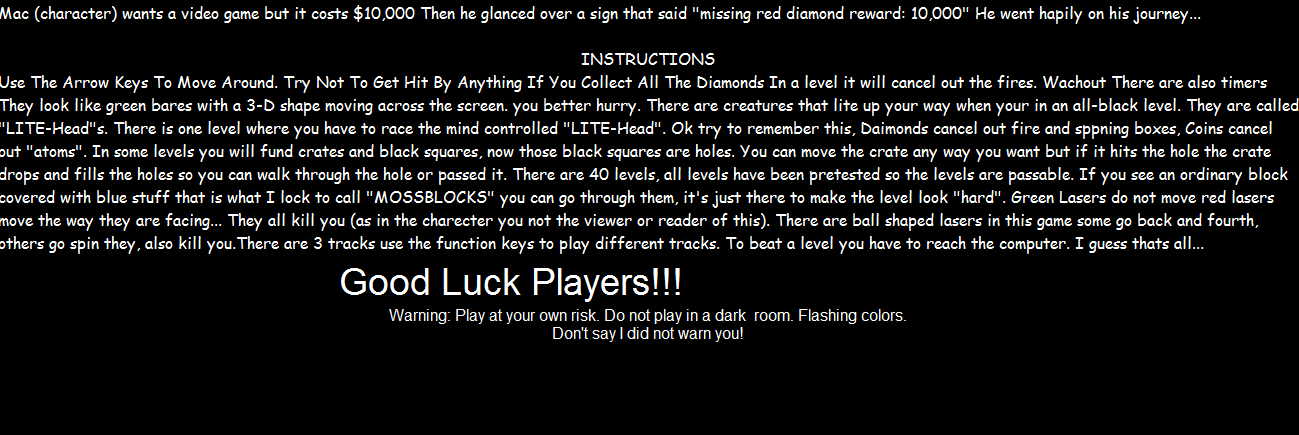 Mac (character) wants a video game but it costs $10,000 Then he glanced over a sign that said "missing red diamond reward: 10,000" He went hapily on his journey...
INSTRUCTIONS
Use The Arrow Keys To Move Around. Try Not To Get Hit By Anything If You Collect All The Diamonds In a level it will cancel out the fires. Wachout There are also timers
They look like green bares with a 3-D shape moving across the screen. you better hurry. There are creatures that lite up your way when your in an all-black level. They are called
"LITE-Head"s. There is one level where you have to race the mind controlled "LITE-Head". Ok try to remember this, Daimonds cancel out fire and sppning boxes, Coins cancel
out "atoms". In some levels you will fund crates and black squares, now those black squares are holes. You can move the crate any way you want but if it hits the hole the crate
drops and fills the holes so you can walk through the hole or passed it. There are 40 levels, all levels have been pretested so the levels are passable. If you see an ordinary block
covered with blue stuff that is what I lock to call "MOSSBLOCKS" you can go through them, it's just there to make the level look "hard". Green Lasers do not move red lasers
move the way they are facing... They all kill you (as in the charecter you not the viewer or reader of this). There are ball shaped lasers in this game some go back and fourth,
others go spin they, also kill you.There are 3 tracks use the function keys to play different tracks. To beat a level you have to reach the computer. I guess thats all...
Good Luck Players!!!
Warning: Play at your own risk. Do not play in a dark  room. Flashing colors.
Don't say I did not warn you!